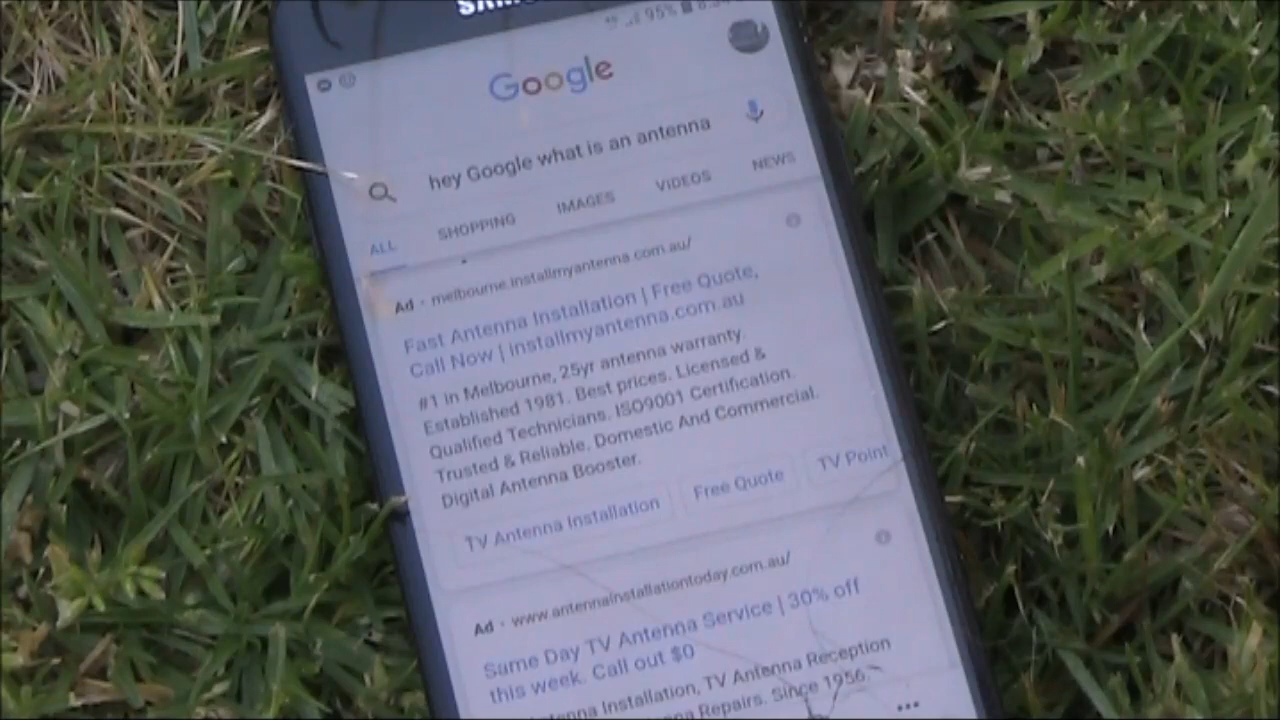 SAMSUNG
95%
Google
hey Google what is an antenna
ALL SHOPPING IMAGES VIDEOS NEWS
Ad · melbourne.installmyantenna.com.au/
Fast Antenna Installation | Free Quote,
Call Now | installmyantenna.com.au
#1 in Melbourne, 25yr antenna warranty.
Established 1981. Best prices. Licensed &
Qualified Technicians. ISO9001 Certification.
Trusted & Reliable, Domestic And Commercial.
Digital Antenna Booster.
TV Antenna Installation Free Quote TV Point
Ad · www.antennainstallationtoday.com.au/
Same Day TV Antenna Service | 30% off
this week. Call out $0
Installation, TV Antenna Reception
Repairs. Since 1956.